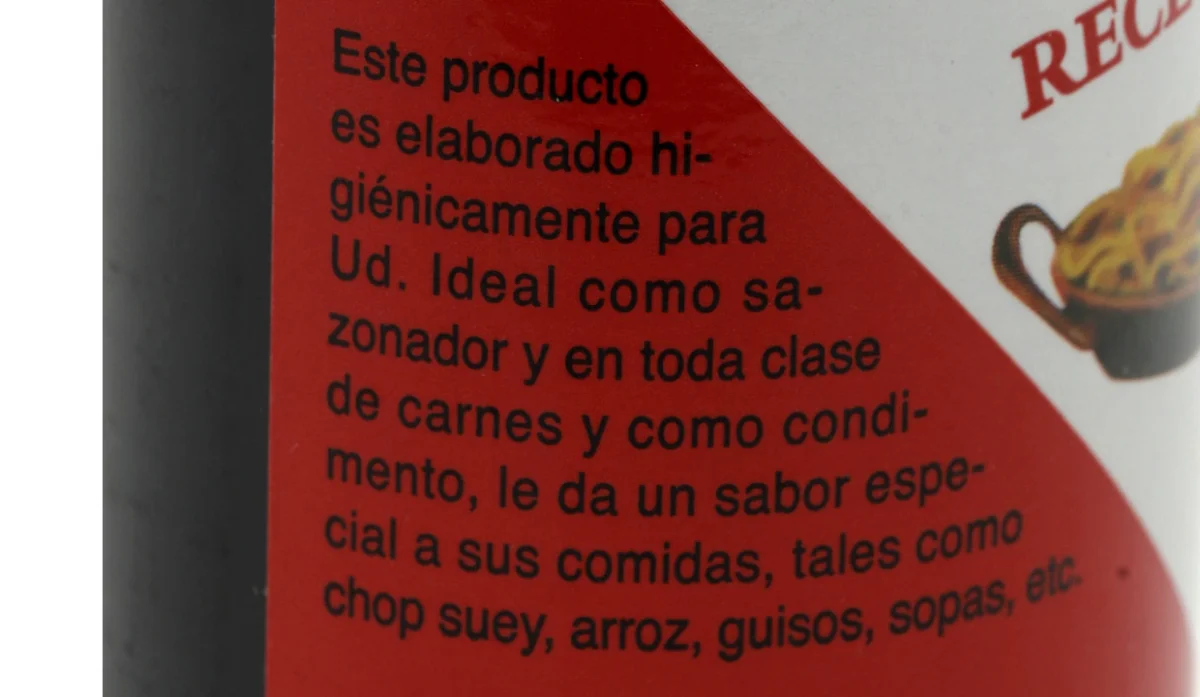 Este producto
es elaborado hi-
giénicamente para
Ud. Ideal como sa-
zonador y en toda clase
de carnes y como condi-
mento, le da un sabor espe-
cial a sus comidas, tales como
chop suey, arroz, guisos, sopas, etc.